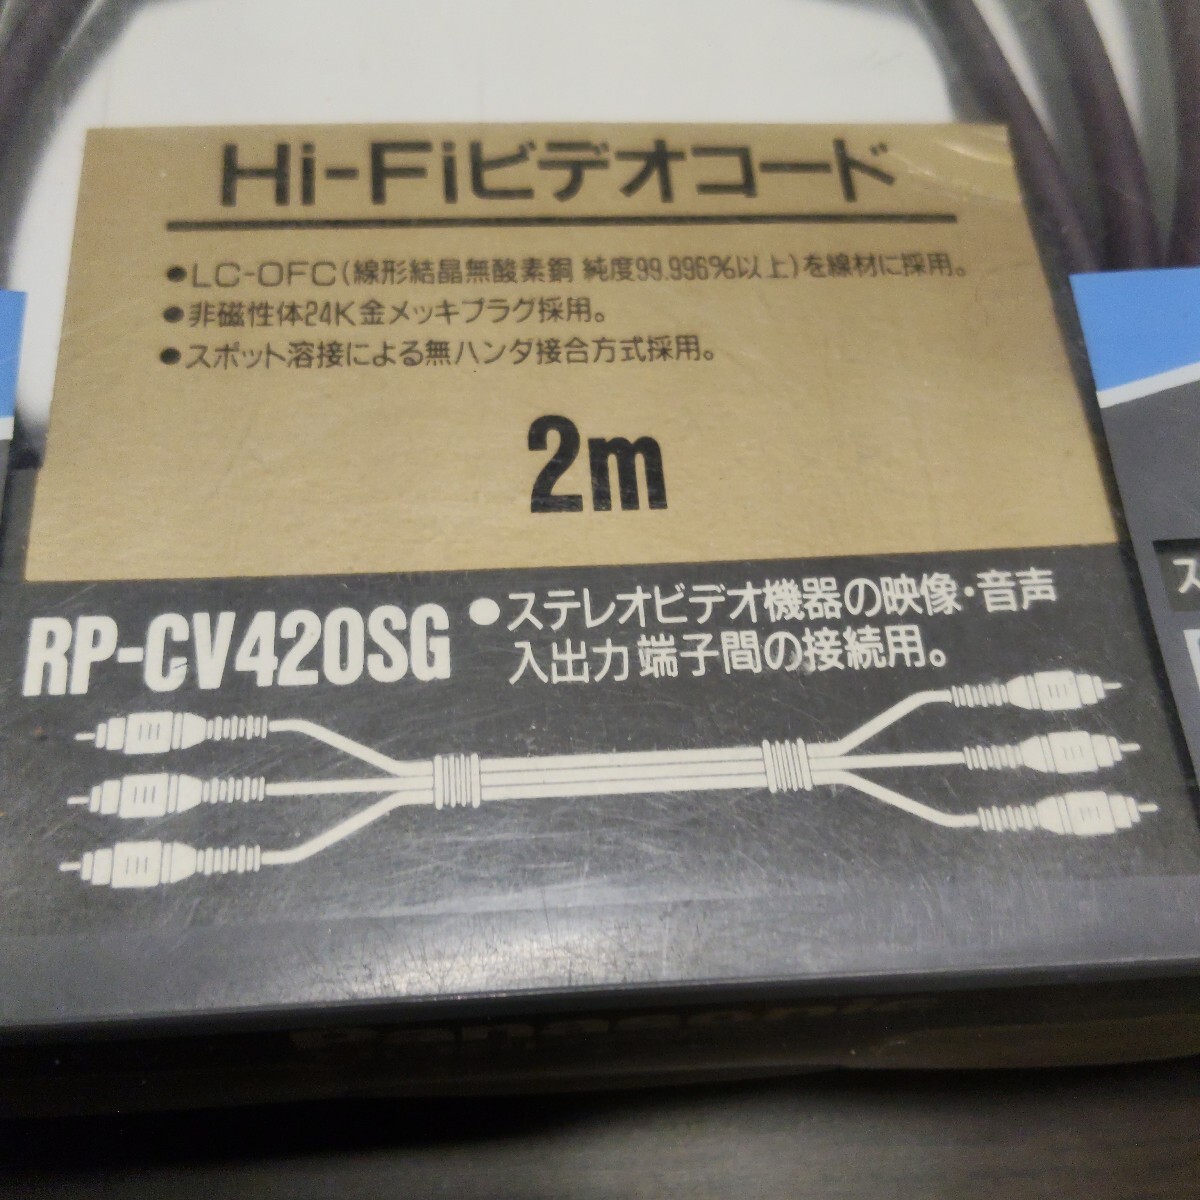 Hi-Fiビデオコード
●LC-OFC(線形結晶無酸素銅 純度99.996%以上)を線材に採用。
●非磁性体24K金メッキプラグ採用。
●スポット溶接による無ハンダ接合方式採用。
2m
RP-CV420SG
●ステレオビデオ機器の映像・音声
入出力端子間の接続用。
ス
Panasonic